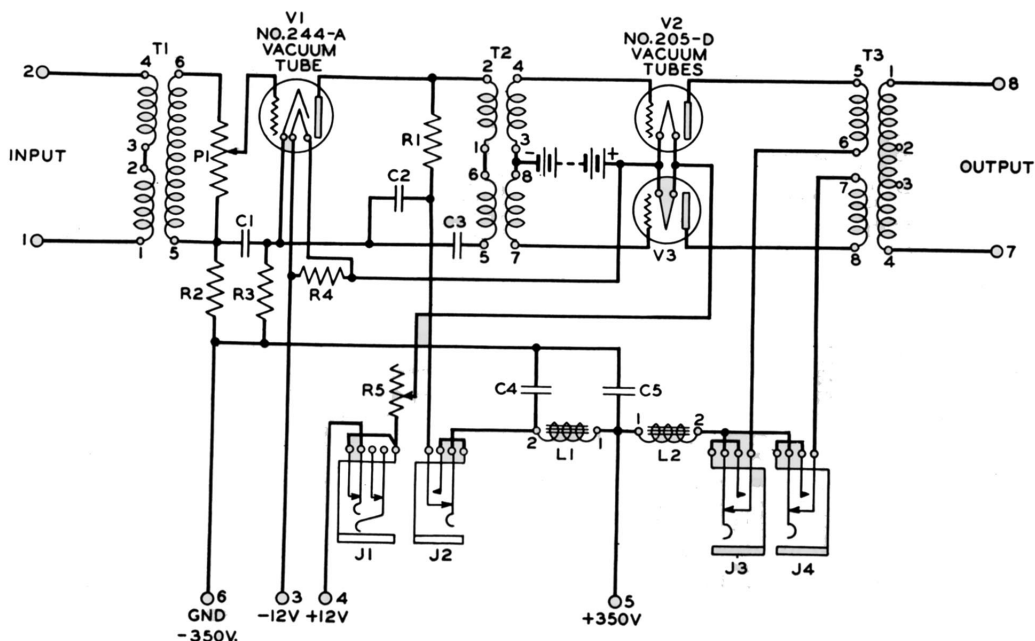 V1
NO.244-A
VACUUM
TUBE
V2
NO.205-D
VACUUM
TUBES
T1
T2
T3
2
4
6
2
4
5
1
8
INPUT
3
2
P1
R1
1
6
3
8
- +
6
7
2
3
OUTPUT
C2
1
1
5
C1
C3
5
7
V3
8
4
7
R2
R3
R4
R5
C4
C5
2
L1
1
1
L2
2
J1
J2
J3
J4
6
GND
-350V.
3
-12V
4
+12V
5
+350V